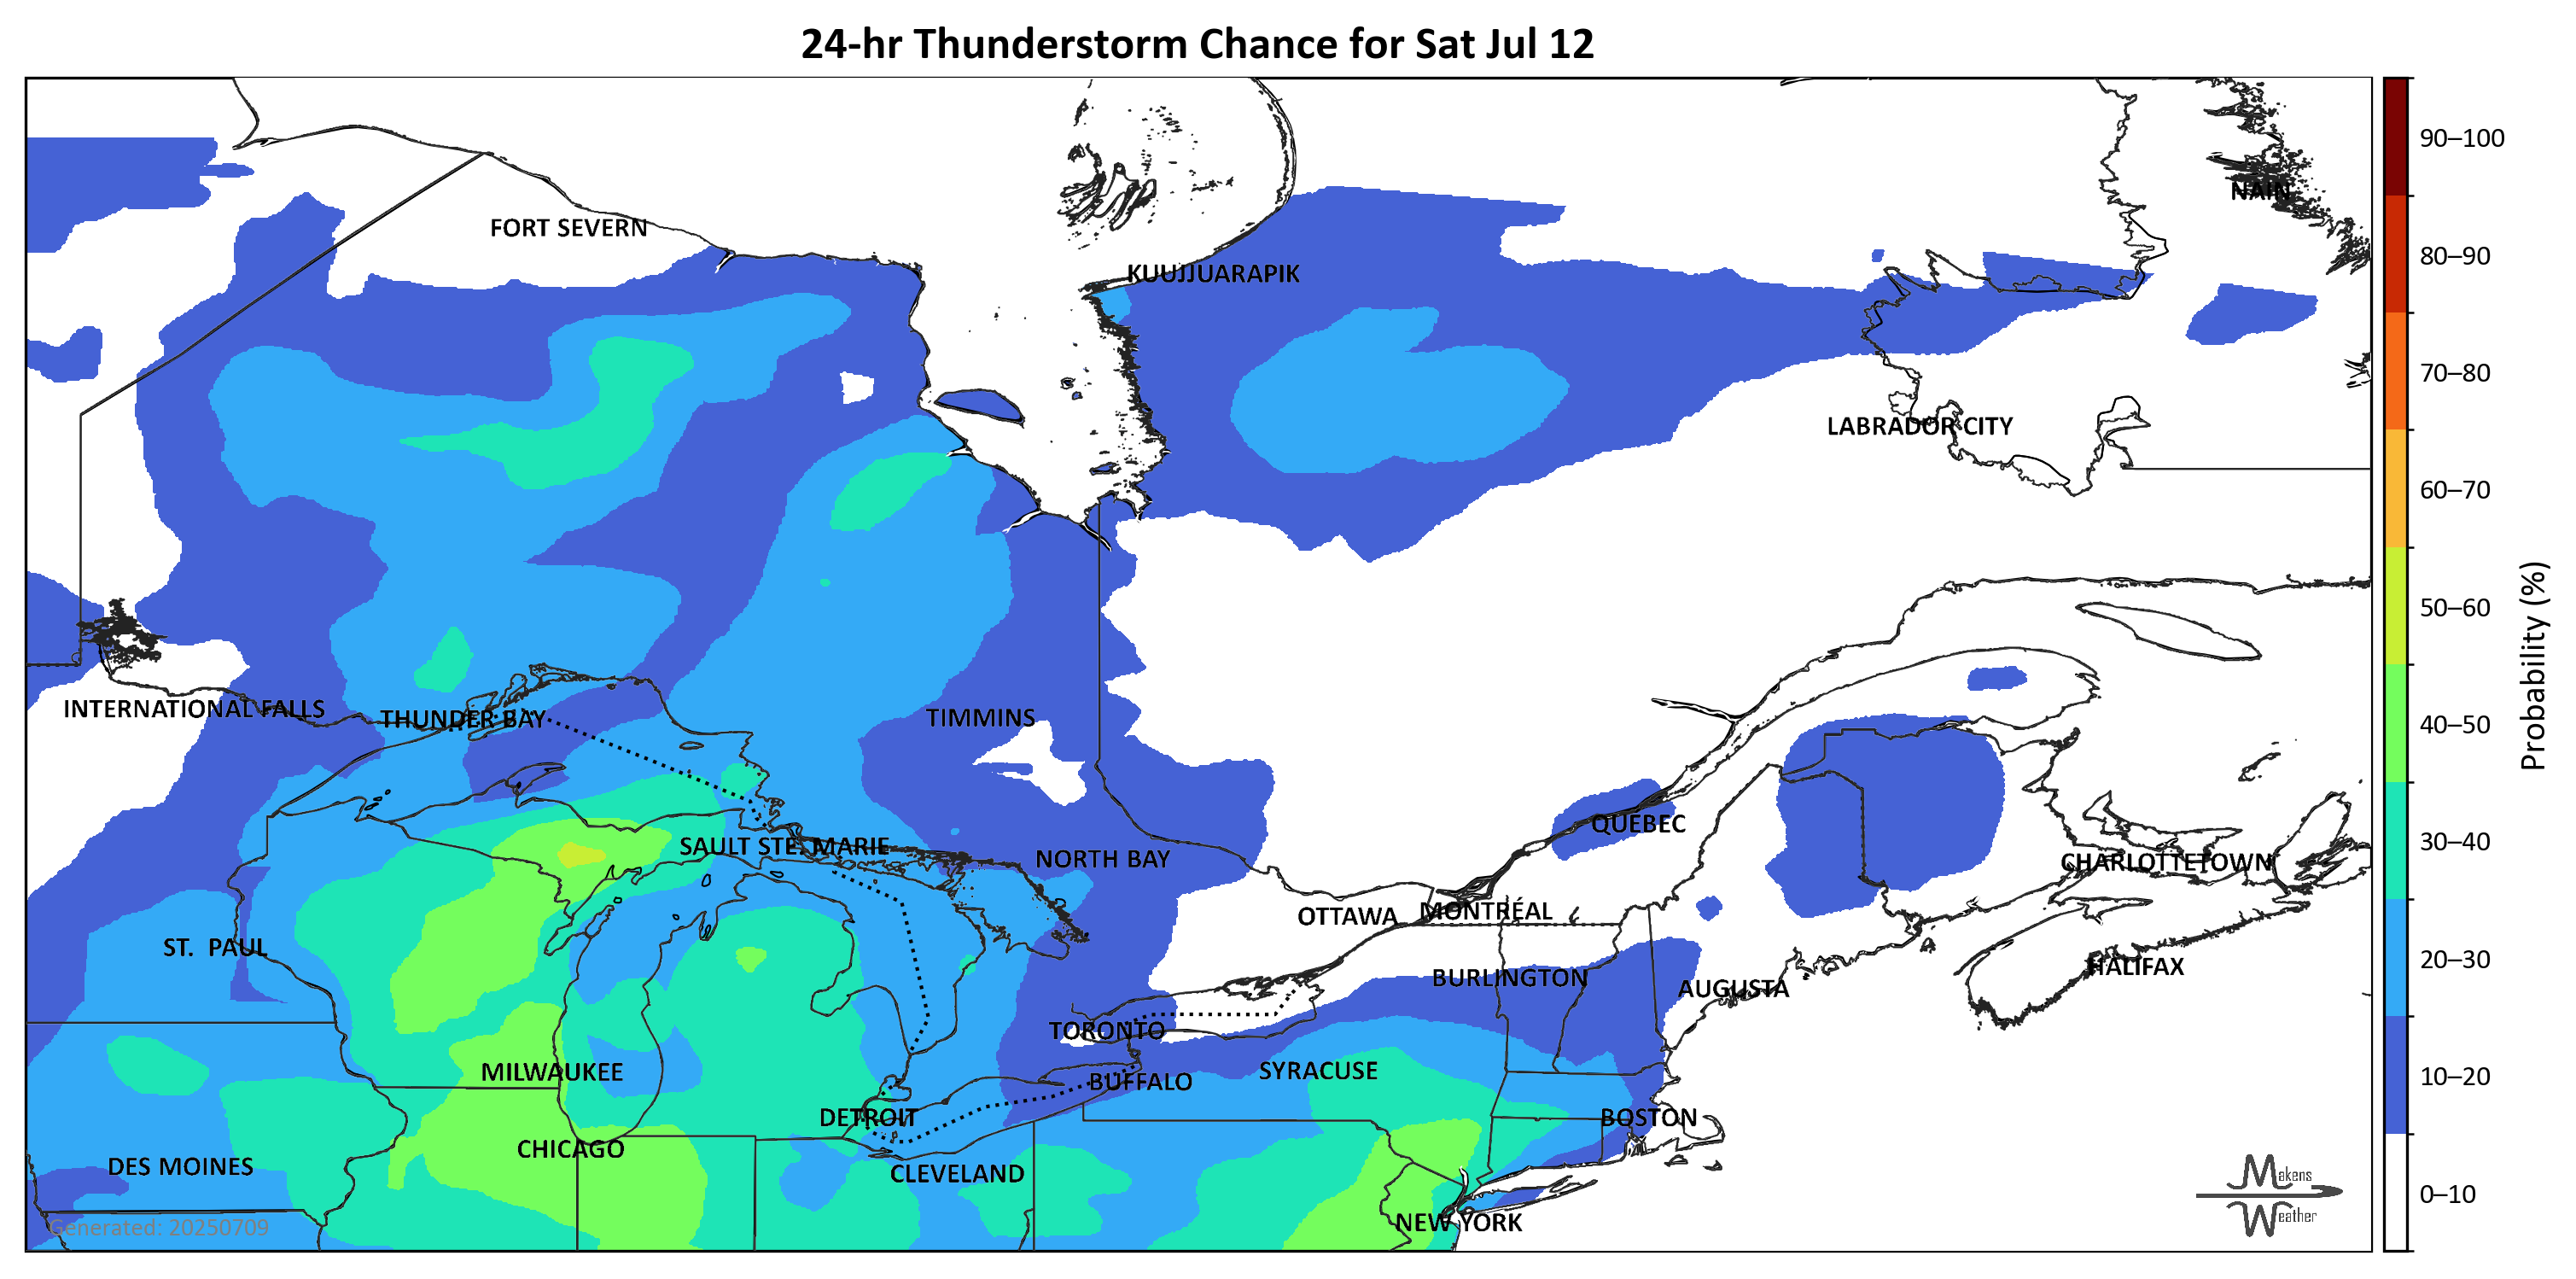 24-hr Thunderstorm Chance for Sat Jul 12
90–100
NAIN
FORT SEVERN
80–90
KUUJJUARAPIK
70–80
LABRADOR CITY
60–70
50–60
Probability (%)
INTERNATIONAL FALLS
THUNDER BAY
TIMMINS
40–50
QUEBEC
30–40
SAULT STE. MARIE
NORTH BAY
CHARLOTTETOWN
OTTAWA
MONTRÉAL
ST. PAUL
20–30
BURLINGTON
HALIFAX
AUGUSTA
TORONTO
MILWAUKEE
SYRACUSE
10–20
BUFFALO
DETROIT
BOSTON
CHICAGO
DES MOINES
CLEVELAND
Makens
0–10
Weather
NEW YORK
Generated: 20250709